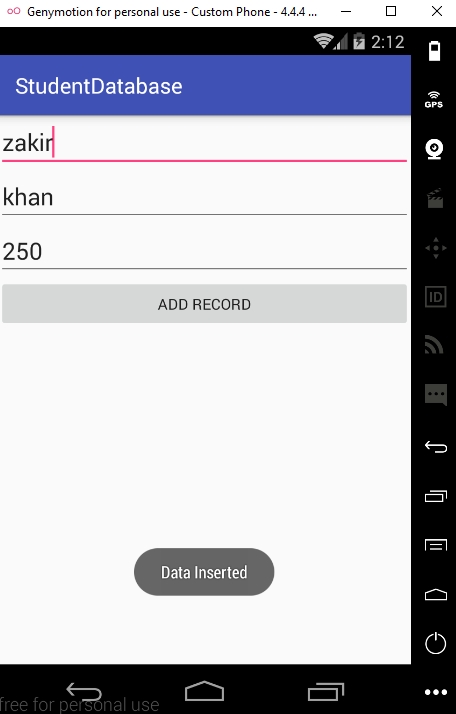 Genymotion for personal use - Custom Phone - 4.4.4 ...
2:12
StudentDatabase
GPS
zakir
khan
250
ADD RECORD
ID
Data Inserted
free for personal use